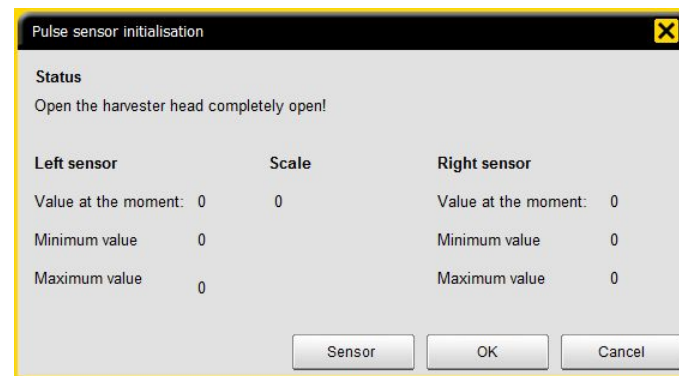 Pulse sensor initialisation
Status
Open the harvester head completely open!
Left sensor Scale Right sensor
Value at the moment: 0 0 Value at the moment: 0
Minimum value 0 Minimum value 0
Maximum value 0 Maximum value 0
Sensor OK Cancel